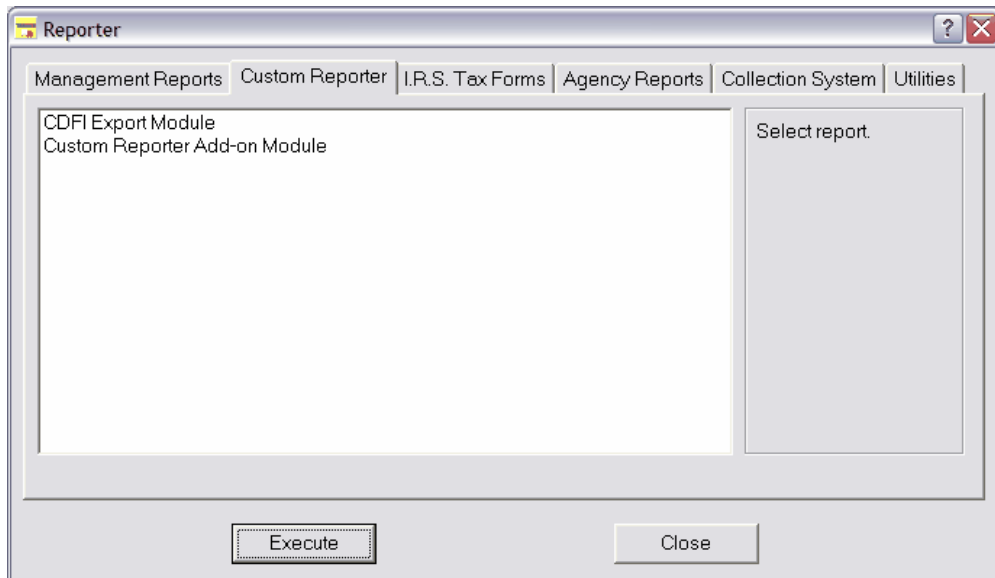 Reporter
Management Reports Custom Reporter I.R.S. Tax Forms Agency Reports Collection System Utilities
CDFI Export Module
Custom Reporter Add-on Module
Select report.
Execute Close